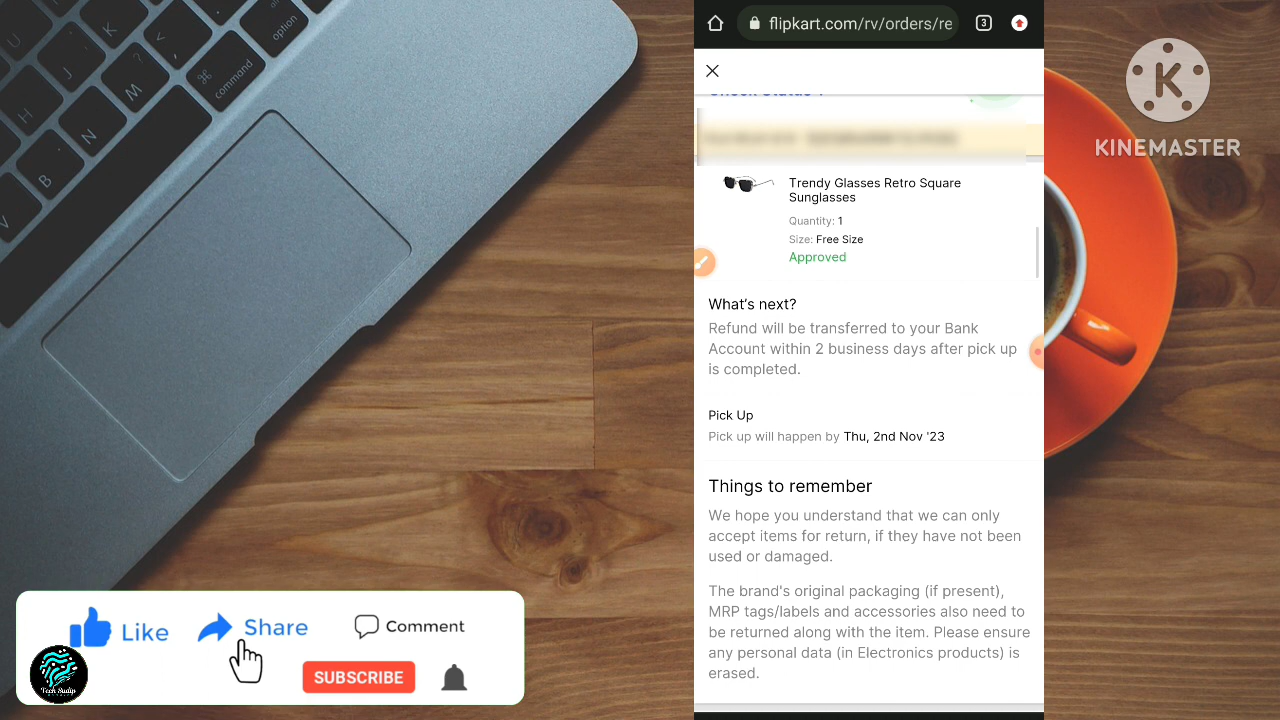 U
K
<
option
J
,
>
.
H
M
⌘
command
N
B
V
flipkart.com/rv/orders/re
3
Trendy Glasses Retro Square
Sunglasses
Quantity: 1
Size: Free Size
Approved
What's next?
Refund will be transferred to your Bank
Account within 2 business days after pick up
is completed.
Pick Up
Pick up will happen by Thu, 2nd Nov '23
Things to remember
We hope you understand that we can only
accept items for return, if they have not been
used or damaged.
The brand's original packaging (if present),
MRP tags/labels and accessories also need to
be returned along with the item. Please ensure
any personal data (in Electronics products) is
erased.
K
KINEMASTER
Like
Share
Comment
SUBSCRIBE
Tech Sudip